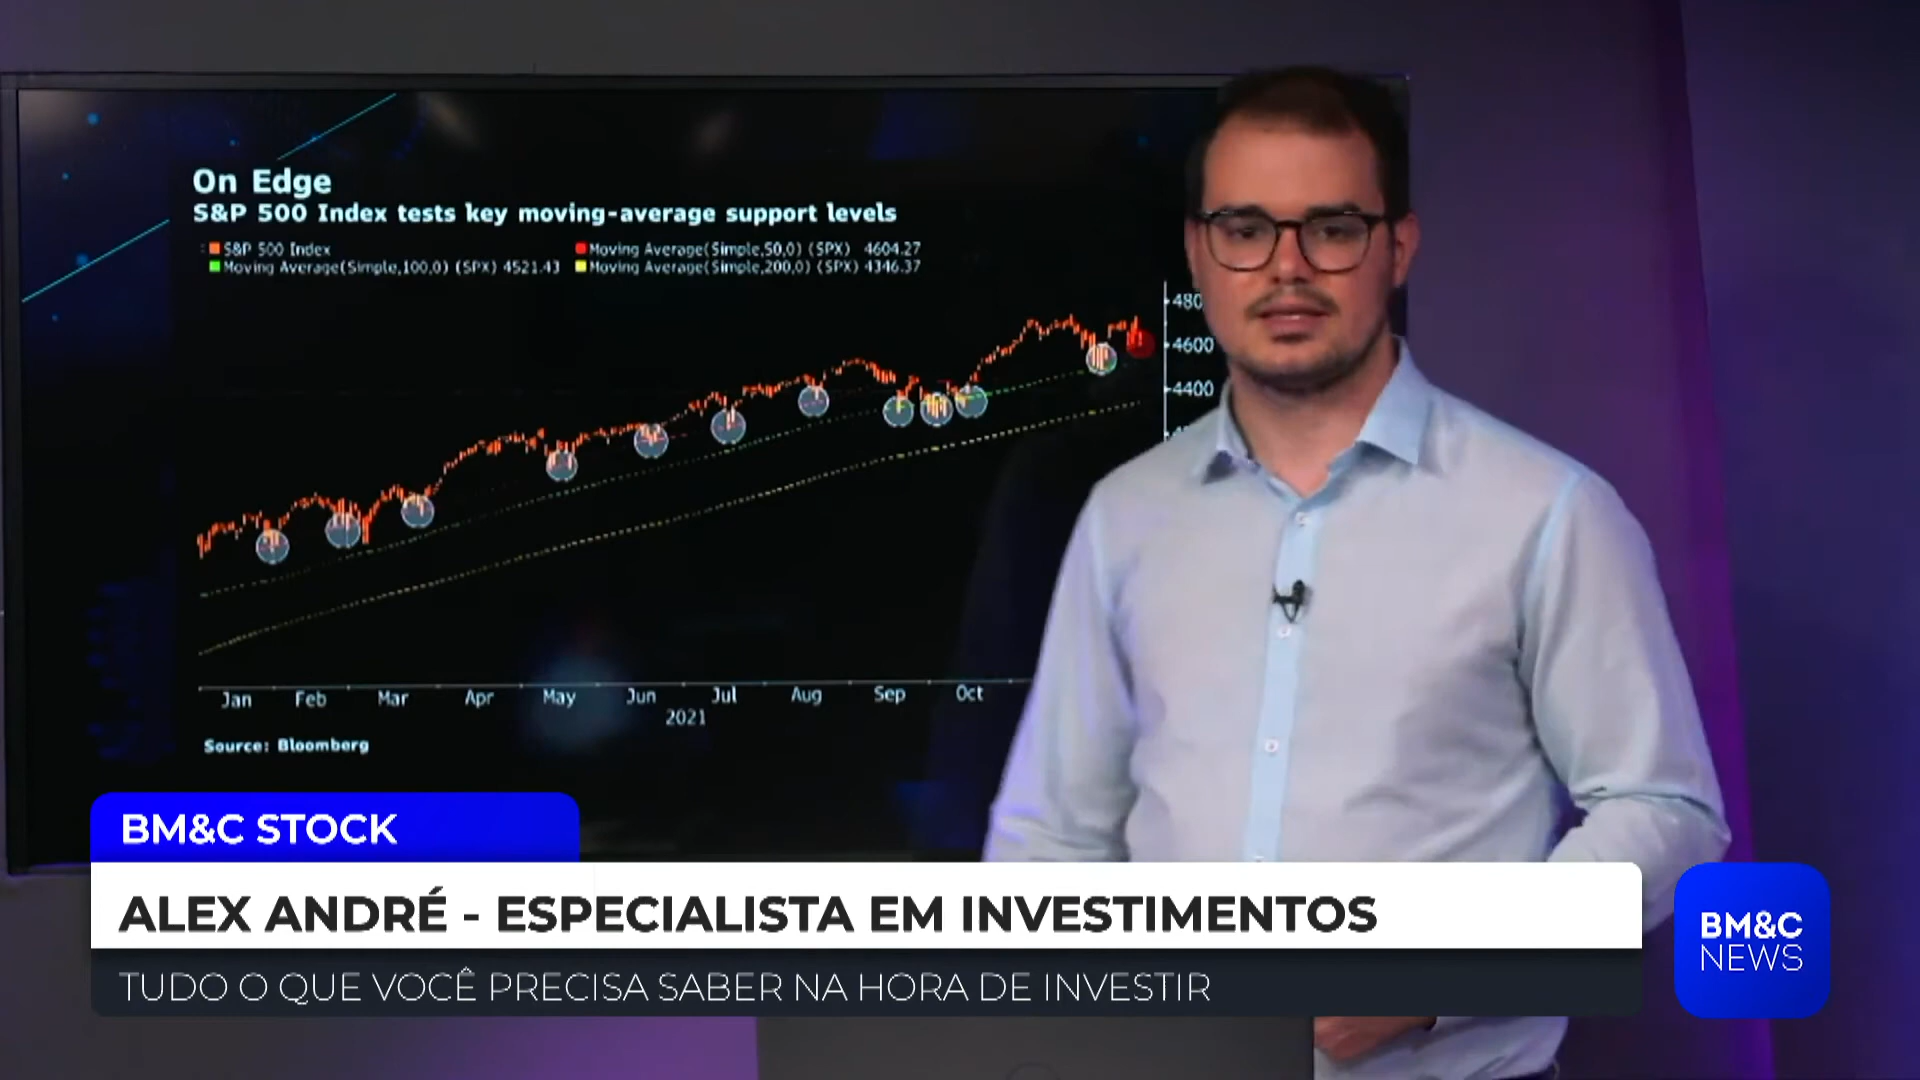 On Edge
S&P 500 Index tests key moving-average support levels
S&P 500 Index
Moving Average(Simple,50,0) (SPX) 4604.27
Moving Average(Simple,100,0) (SPX) 4521.43
Moving Average(Simple,200,0) (SPX) 4346.37
4600
4400
Jan Feb Mar Apr May Jun Jul Aug Sep Oct
2021
Source: Bloomberg
BM&C STOCK
ALEX ANDRÉ - ESPECIALISTA EM INVESTIMENTOS
TUDO O QUE VOCÊ PRECISA SABER NA HORA DE INVESTIR
BM&C
NEWS